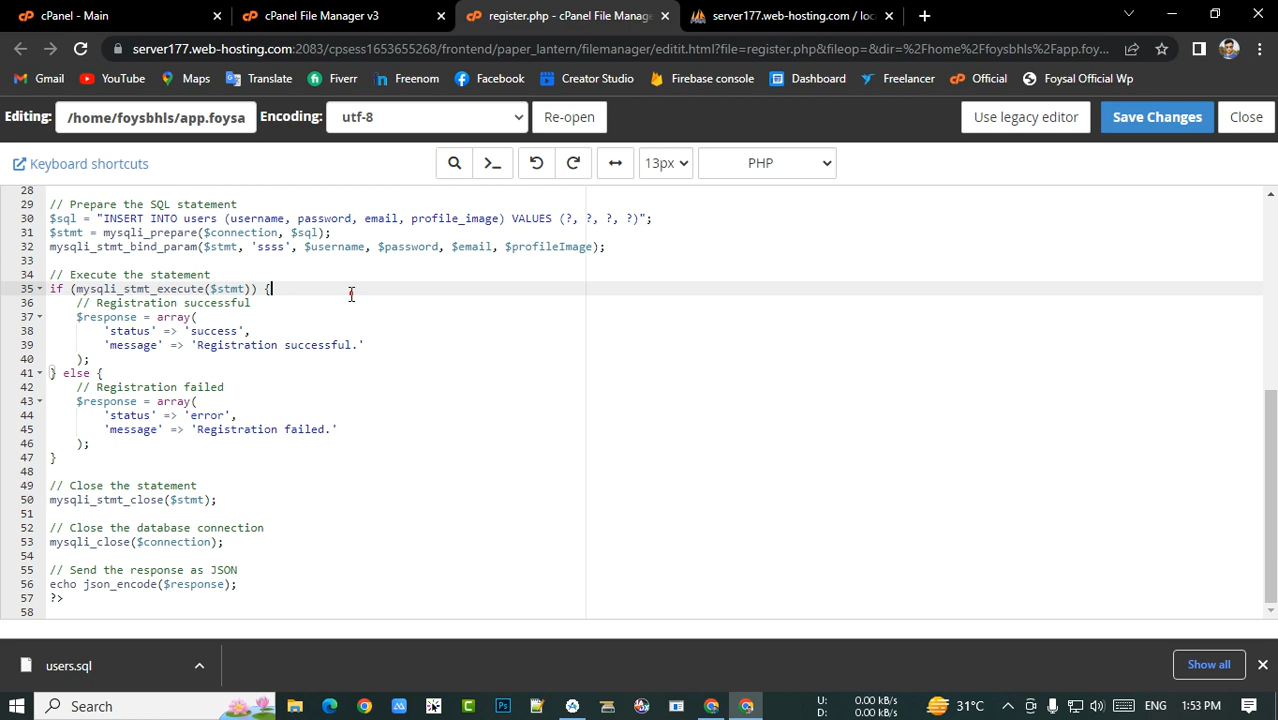 cPanel - Main
cPanel File Manager v3
register.php - cPanel File Manage
server177.web-hosting.com / loc
server177.web-hosting.com:2083/cpsess1653655268/frontend/paper_lantern/filemanager/editit.html?file=register.php&fileop=&dir=%2Fhome%2Ffoysbhls%2Fapp.foy...
Gmail YouTube Maps Translate Fiverr Freenom Facebook Creator Studio Firebase console Dashboard Freelancer Official Foysal Official Wp
Editing: /home/foysbhls/app.foysa Encoding: utf-8 Re-open Use legacy editor Save Changes Close
Keyboard shortcuts 13px PHP
28
29 // Prepare the SQL statement
30 $sql = "INSERT INTO users (username, password, email, profile_image) VALUES (?, ?, ?, ?)";
31 $stmt = mysqli_prepare($connection, $sql);
32 mysqli_stmt_bind_param($stmt, 'ssss', $username, $password, $email, $profileImage);
33
34 // Execute the statement
35 if (mysqli_stmt_execute($stmt)) {
36 // Registration successful
37 $response = array(
38 'status' => 'success',
39 'message' => 'Registration successful.'
40 );
41 } else {
42 // Registration failed
43 $response = array(
44 'status' => 'error',
45 'message' => 'Registration failed.'
46 );
47 }
48
49 // Close the statement
50 mysqli_stmt_close($stmt);
51
52 // Close the database connection
53 mysqli_close($connection);
54
55 // Send the response as JSON
56 echo json_encode($response);
57 ?>
58
users.sql Show all
Search U: 0.00 kB/s 31°C ENG 1:53 PM
D: 0.00 kB/s